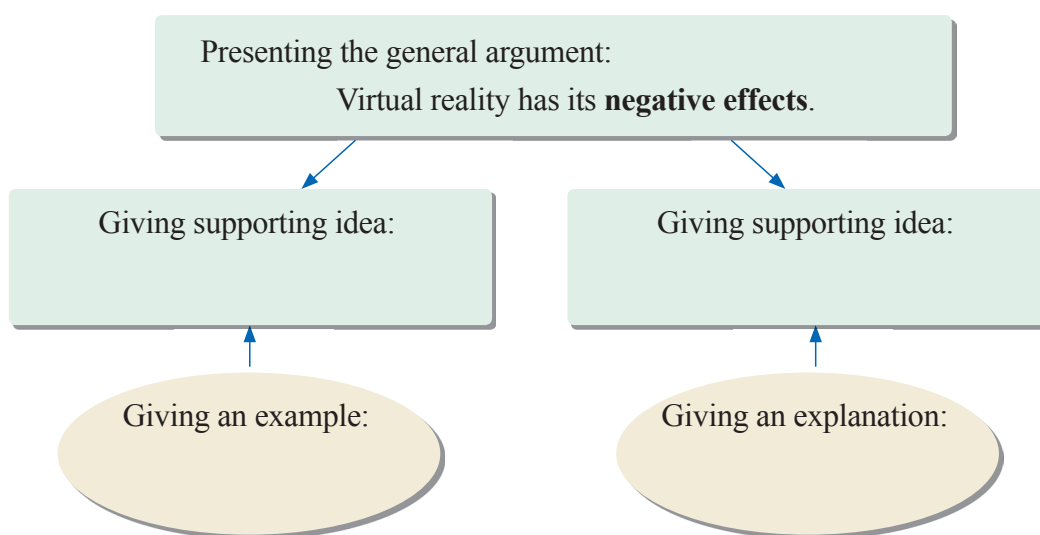 Presenting the general argument:
Virtual reality has its negative effects.
Giving supporting idea:
Giving supporting idea:
Giving an example:
Giving an explanation: